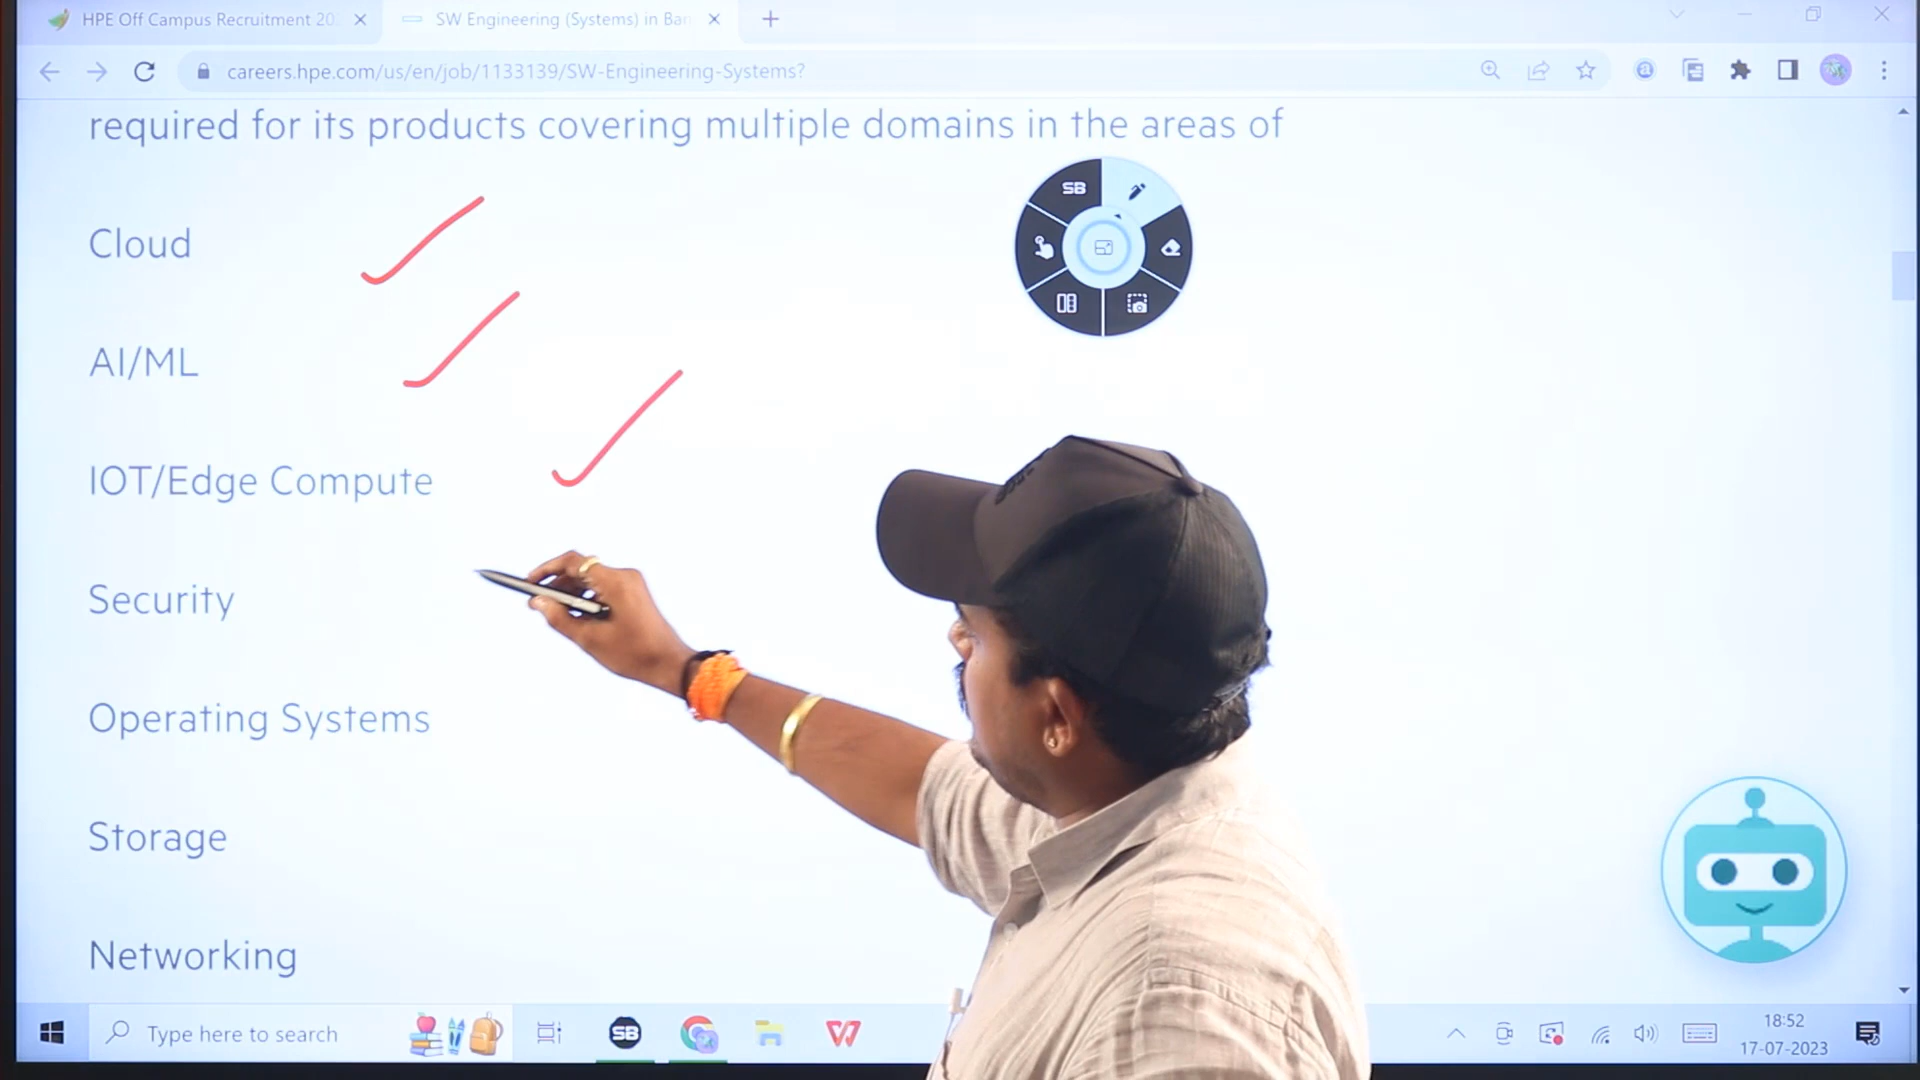 HPE Off Campus Recruitment 20
SW Engineering (Systems) in Ban
careers.hpe.com/us/en/job/1133139/SW-Engineering-Systems?
required for its products covering multiple domains in the areas of
SB
Cloud
AI/ML
IOT/Edge Compute
Security
Operating Systems
Storage
Networking
Type here to search
SB
18:52
17-07-2023